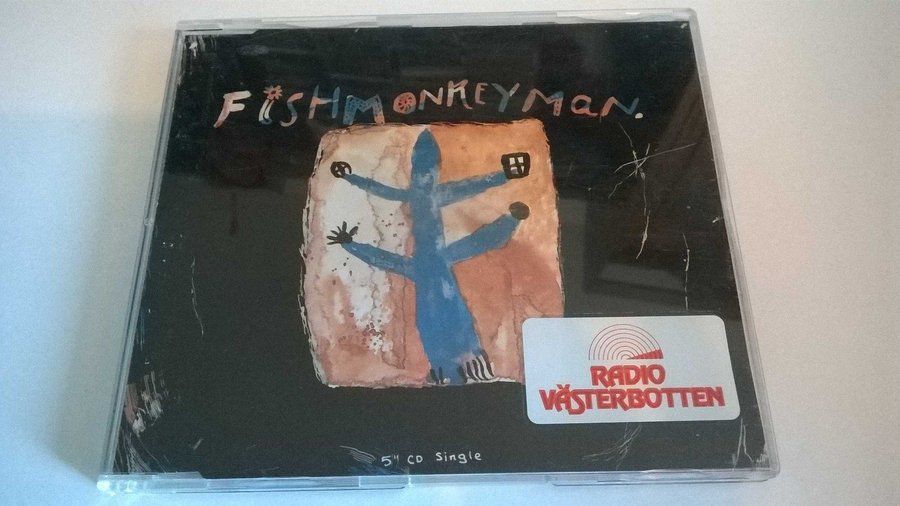 FiSHMONKEYMaN.
RADIO
VÄSTERBOTTEN
5" CD Single